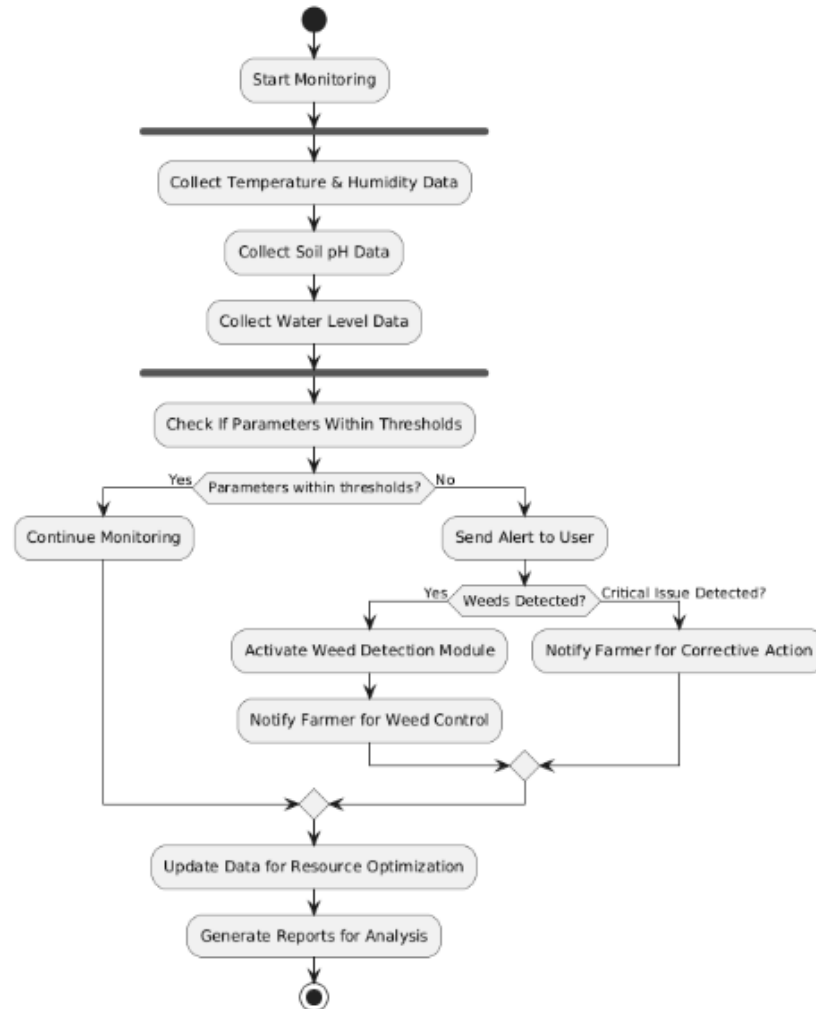 Start Monitoring
Collect Temperature & Humidity Data
Collect Soil pH Data
Collect Water Level Data
Check If Parameters Within Thresholds
Yes
Parameters within thresholds?
No
Continue Monitoring
Send Alert to User
Yes
Weeds Detected?
Critical Issue Detected?
Activate Weed Detection Module
Notify Farmer for Corrective Action
Notify Farmer for Weed Control
Update Data for Resource Optimization
Generate Reports for Analysis